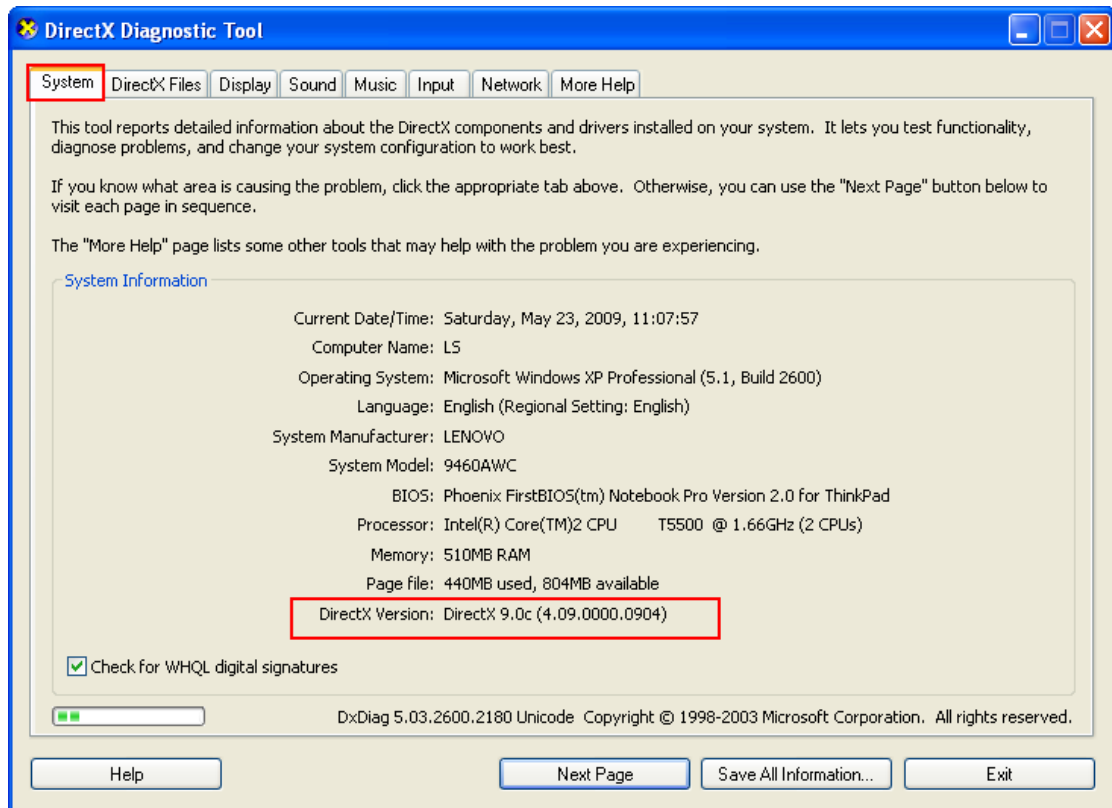 DirectX Diagnostic Tool
System DirectX Files Display Sound Music Input Network More Help
This tool reports detailed information about the DirectX components and drivers installed on your system. It lets you test functionality,
diagnose problems, and change your system configuration to work best.
If you know what area is causing the problem, click the appropriate tab above. Otherwise, you can use the "Next Page" button below to
visit each page in sequence.
The "More Help" page lists some other tools that may help with the problem you are experiencing.
System Information
Current Date/Time: Saturday, May 23, 2009, 11:07:57
Computer Name: LS
Operating System: Microsoft Windows XP Professional (5.1, Build 2600)
Language: English (Regional Setting: English)
System Manufacturer: LENOVO
System Model: 9460AWC
BIOS: Phoenix FirstBIOS(tm) Notebook Pro Version 2.0 for ThinkPad
Processor: Intel(R) Core(TM)2 CPU T5500 @ 1.66GHz (2 CPUs)
Memory: 510MB RAM
Page file: 440MB used, 804MB available
DirectX Version: DirectX 9.0c (4.09.0000.0904)
Check for WHQL digital signatures
DxDiag 5.03.2600.2180 Unicode Copyright © 1998-2003 Microsoft Corporation. All rights reserved.
Help Next Page Save All Information... Exit